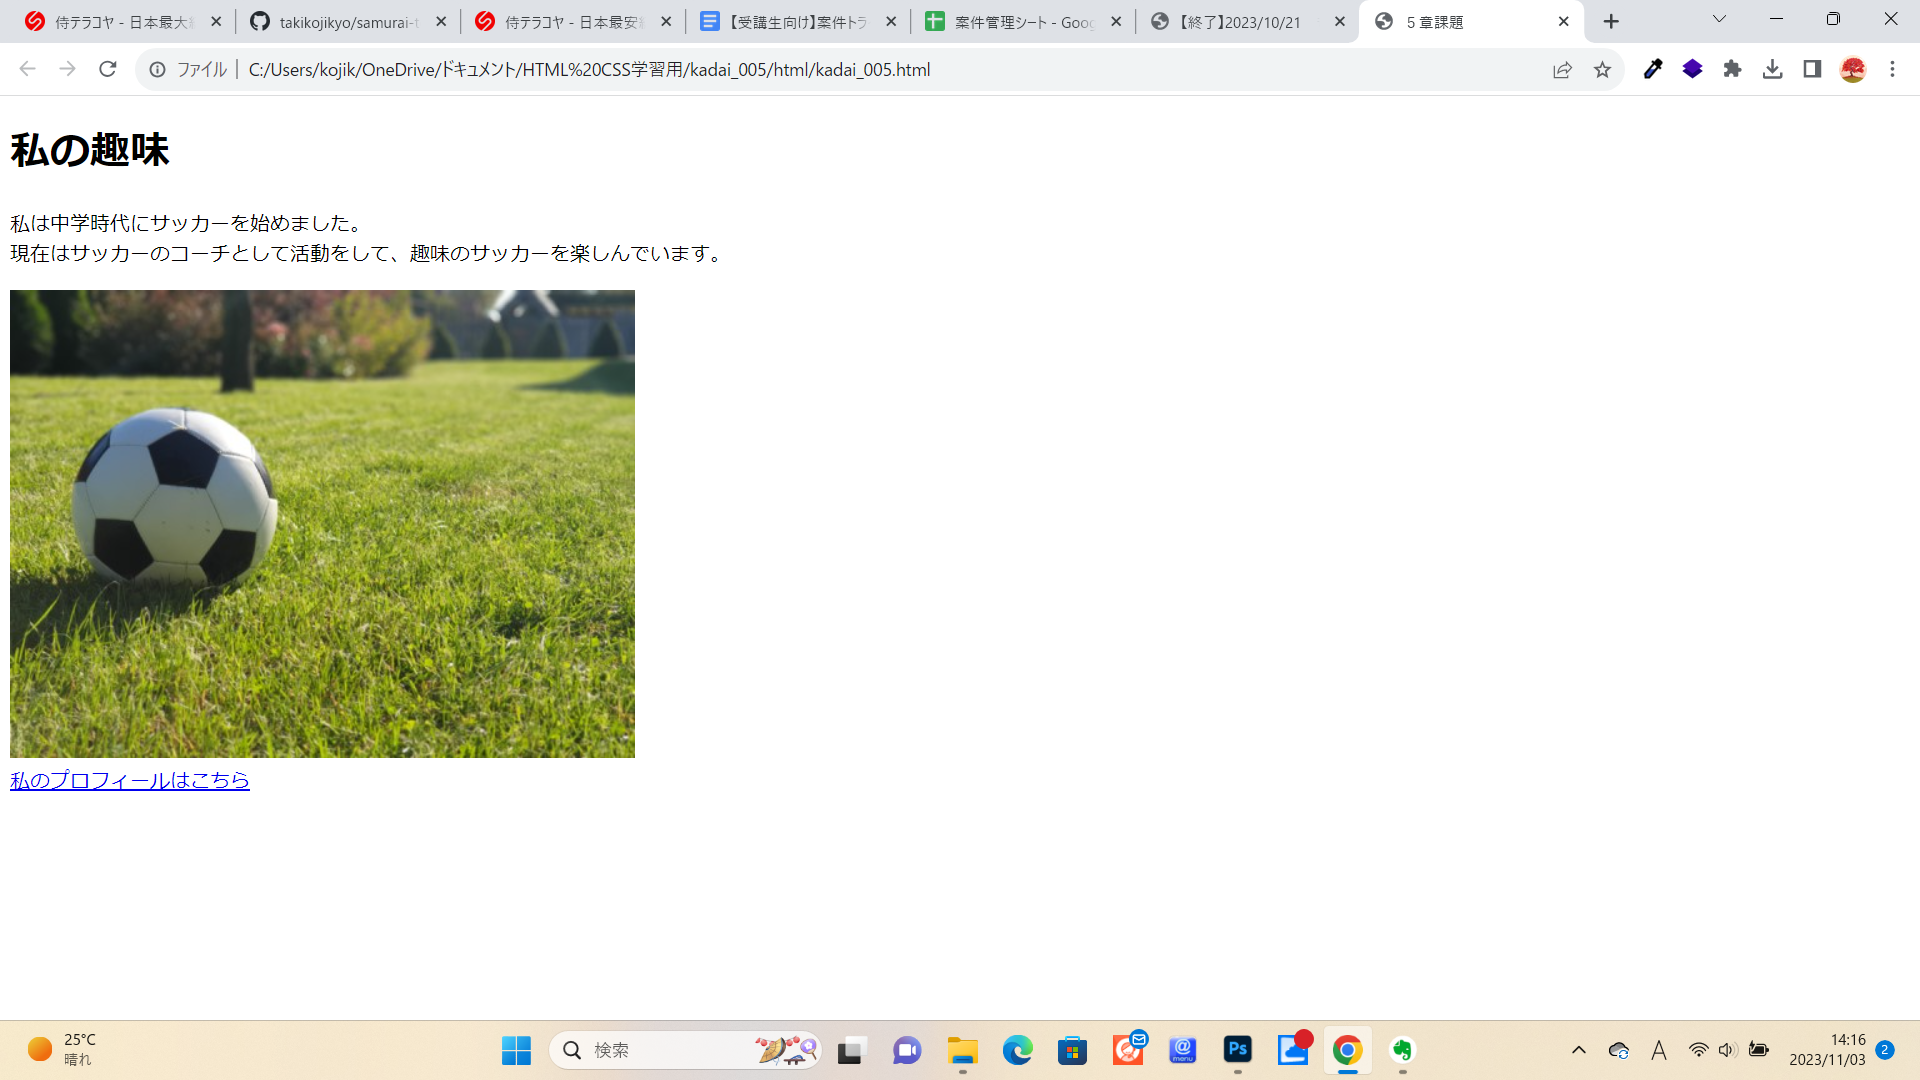 侍テラコヤ - 日本最大
takikojikyo/samurai-t
侍テラコヤ - 日本最安
【受講生向け】案件トラ
案件管理シート - Goog
【終了】2023/10/21
5 章課題
ファイル
C:/Users/kojik/OneDrive/ドキュメント/HTML%20CSS学習用/kadai_005/html/kadai_005.html
私の趣味
私は中学時代にサッカーを始めました。
現在はサッカーのコーチとして活動をして、趣味のサッカーを楽しんでいます。
私のプロフィールはこちら
25°C
晴れ
検索
@
menu
Ps
A
14:16
2023/11/03
2